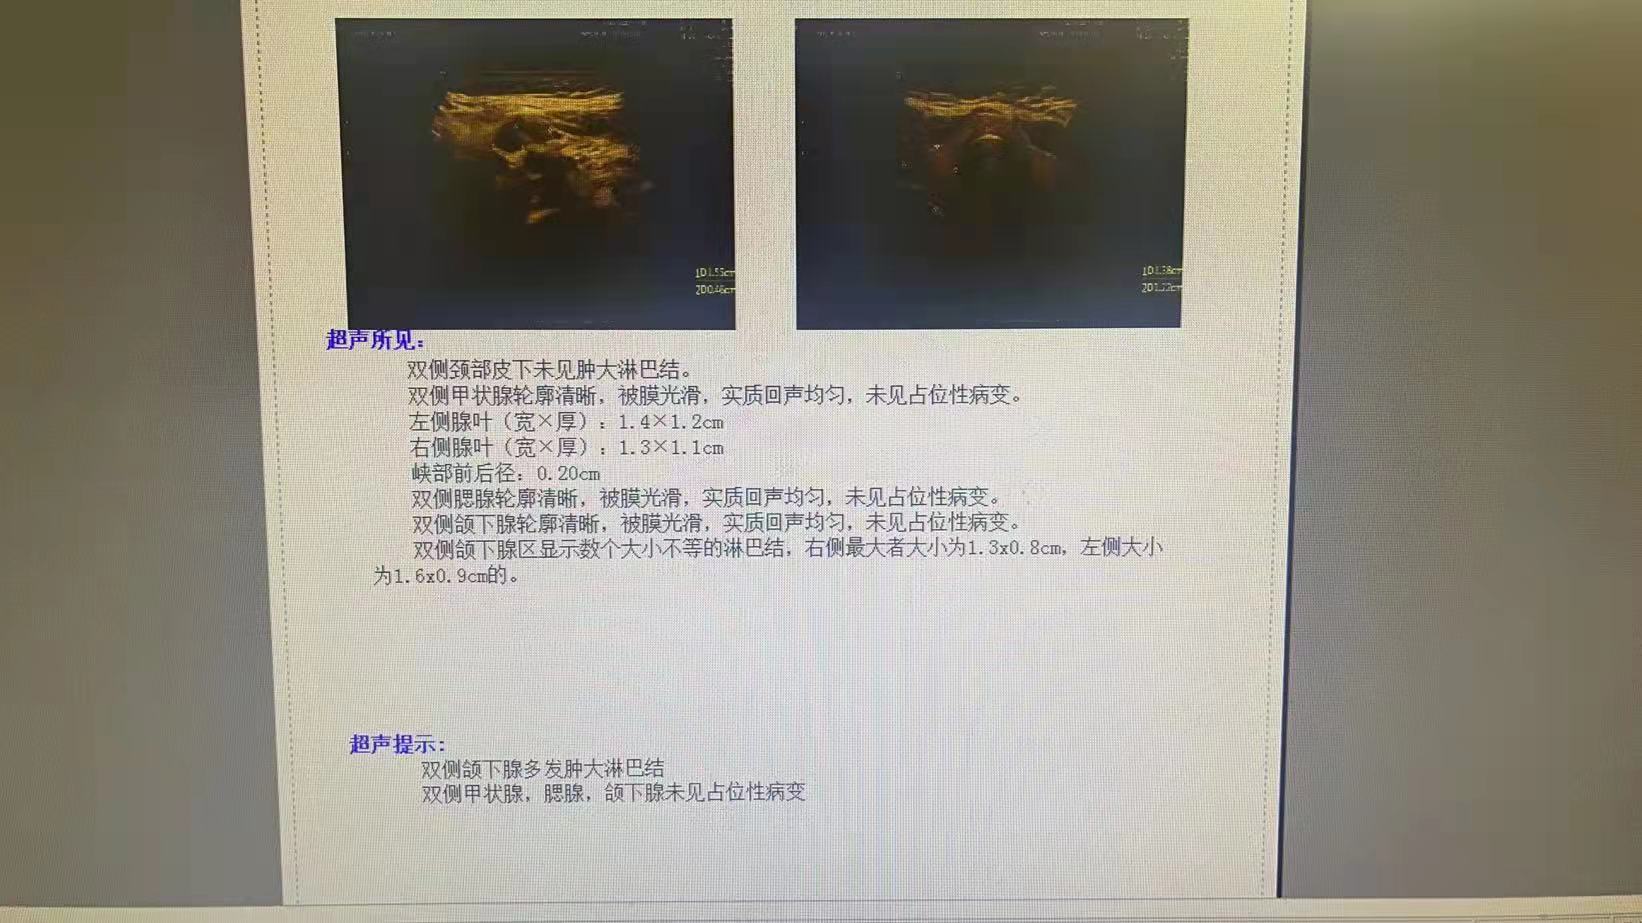 1D1.55cm
2D0.46cm
1D1.38cm
2D1.22cm
超声所见：
双侧颈部皮下未见肿大淋巴结。
双侧甲状腺轮廓清晰，被膜光滑，实质回声均匀，未见占位性病变。
左侧腺叶（宽×厚）：1.4×1.2cm
右侧腺叶（宽×厚）：1.3×1.1cm
峡部前后径：0.20cm
双侧腮腺轮廓清晰，被膜光滑，实质回声均匀，未见占位性病变。
双侧颌下腺轮廓清晰，被膜光滑，实质回声均匀，未见占位性病变。
双侧颌下腺区显示数个大小不等的淋巴结，右侧最大者大小为1.3x0.8cm，左侧大小
为1.6x0.9cm的。
超声提示：
双侧颌下腺多发肿大淋巴结
双侧甲状腺，腮腺，颌下腺未见占位性病变